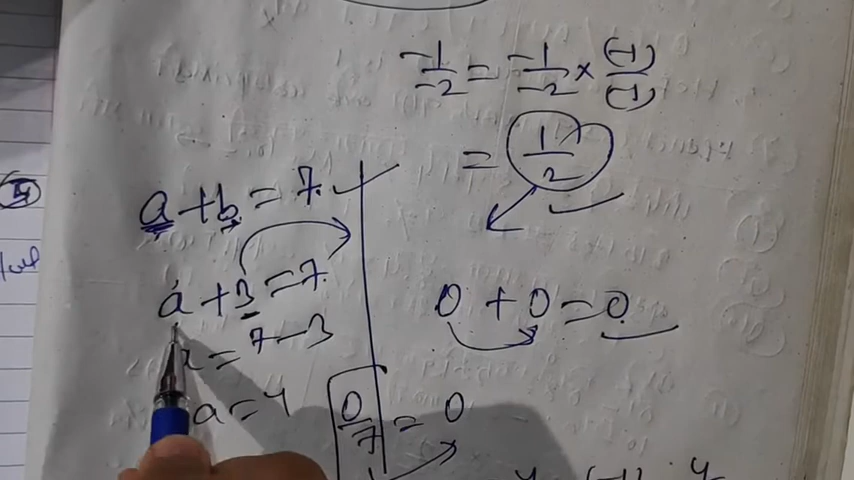 -1/-2 = -1/-2 × (-1)/(-1)
= 1/2
a + b = 7.
a + 3 = 7.
= 7 - 3
a = 4
0 + 0 = 0
0/7 = 0